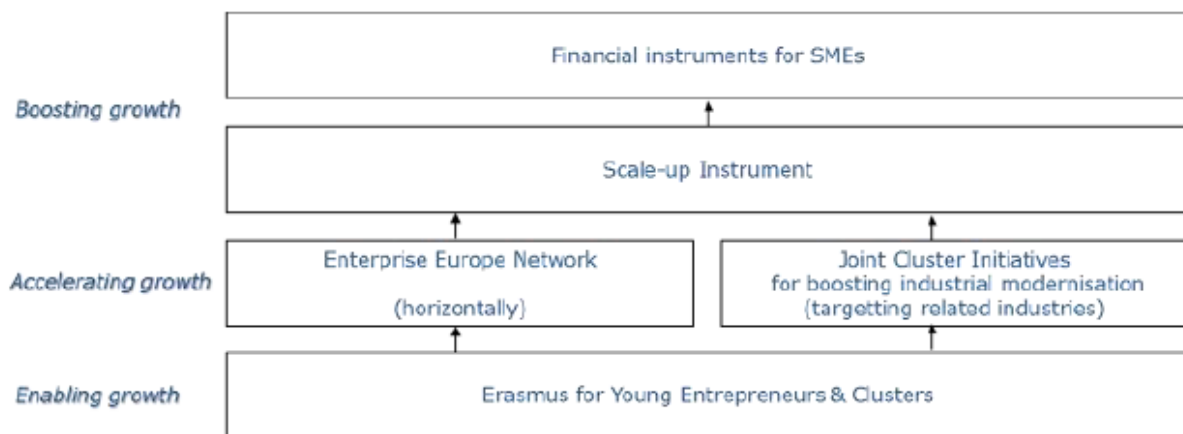 Financial instruments for SMEs
Boosting growth
Scale-up Instrument
Enterprise Europe Network
(horizontally)
Joint Cluster Initiatives
for boosting industrial modernisation
(targetting related industries)
Accelerating growth
Enabling growth
Erasmus for Young Entrepreneurs & Clusters